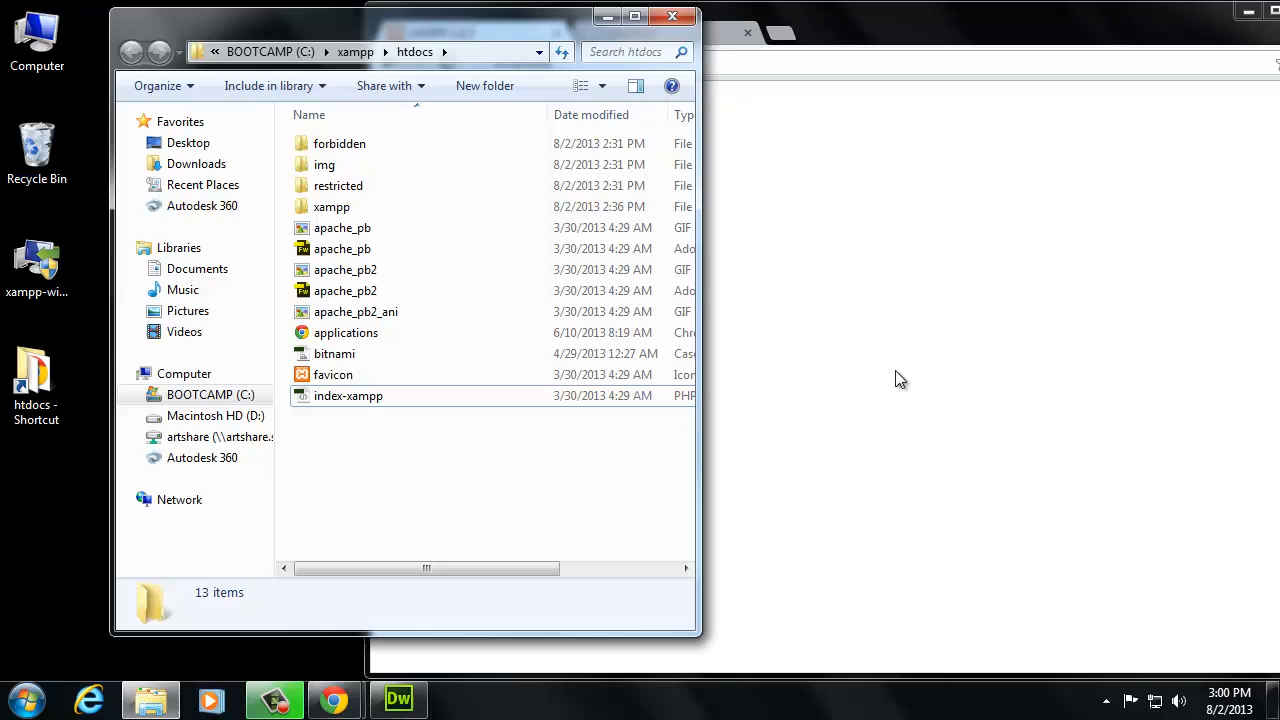 Computer
Recycle Bin
xampp-wi...
htdocs -
Shortcut
« BOOTCAMP (C:) xampp htdocs
Search htdocs
Organize Include in library Share with New folder
Favorites
Desktop
Downloads
Recent Places
Autodesk 360
Libraries
Documents
Music
Pictures
Videos
Computer
BOOTCAMP (C:)
Macintosh HD (D:)
artshare (\\artshare.s
Autodesk 360
Network
Name Date modified Typ
forbidden 8/2/2013 2:31 PM File
img 8/2/2013 2:31 PM File
restricted 8/2/2013 2:31 PM File
xampp 8/2/2013 2:36 PM File
apache_pb 3/30/2013 4:29 AM GIF
apache_pb 3/30/2013 4:29 AM Ado
apache_pb2 3/30/2013 4:29 AM GIF
apache_pb2 3/30/2013 4:29 AM Ado
apache_pb2_ani 3/30/2013 4:29 AM GIF
applications 6/10/2013 8:19 AM Chr
bitnami 4/29/2013 12:27 AM Casc
favicon 3/30/2013 4:29 AM Icon
index-xampp 3/30/2013 4:29 AM PHP
13 items
Dw
3:00 PM
8/2/2013